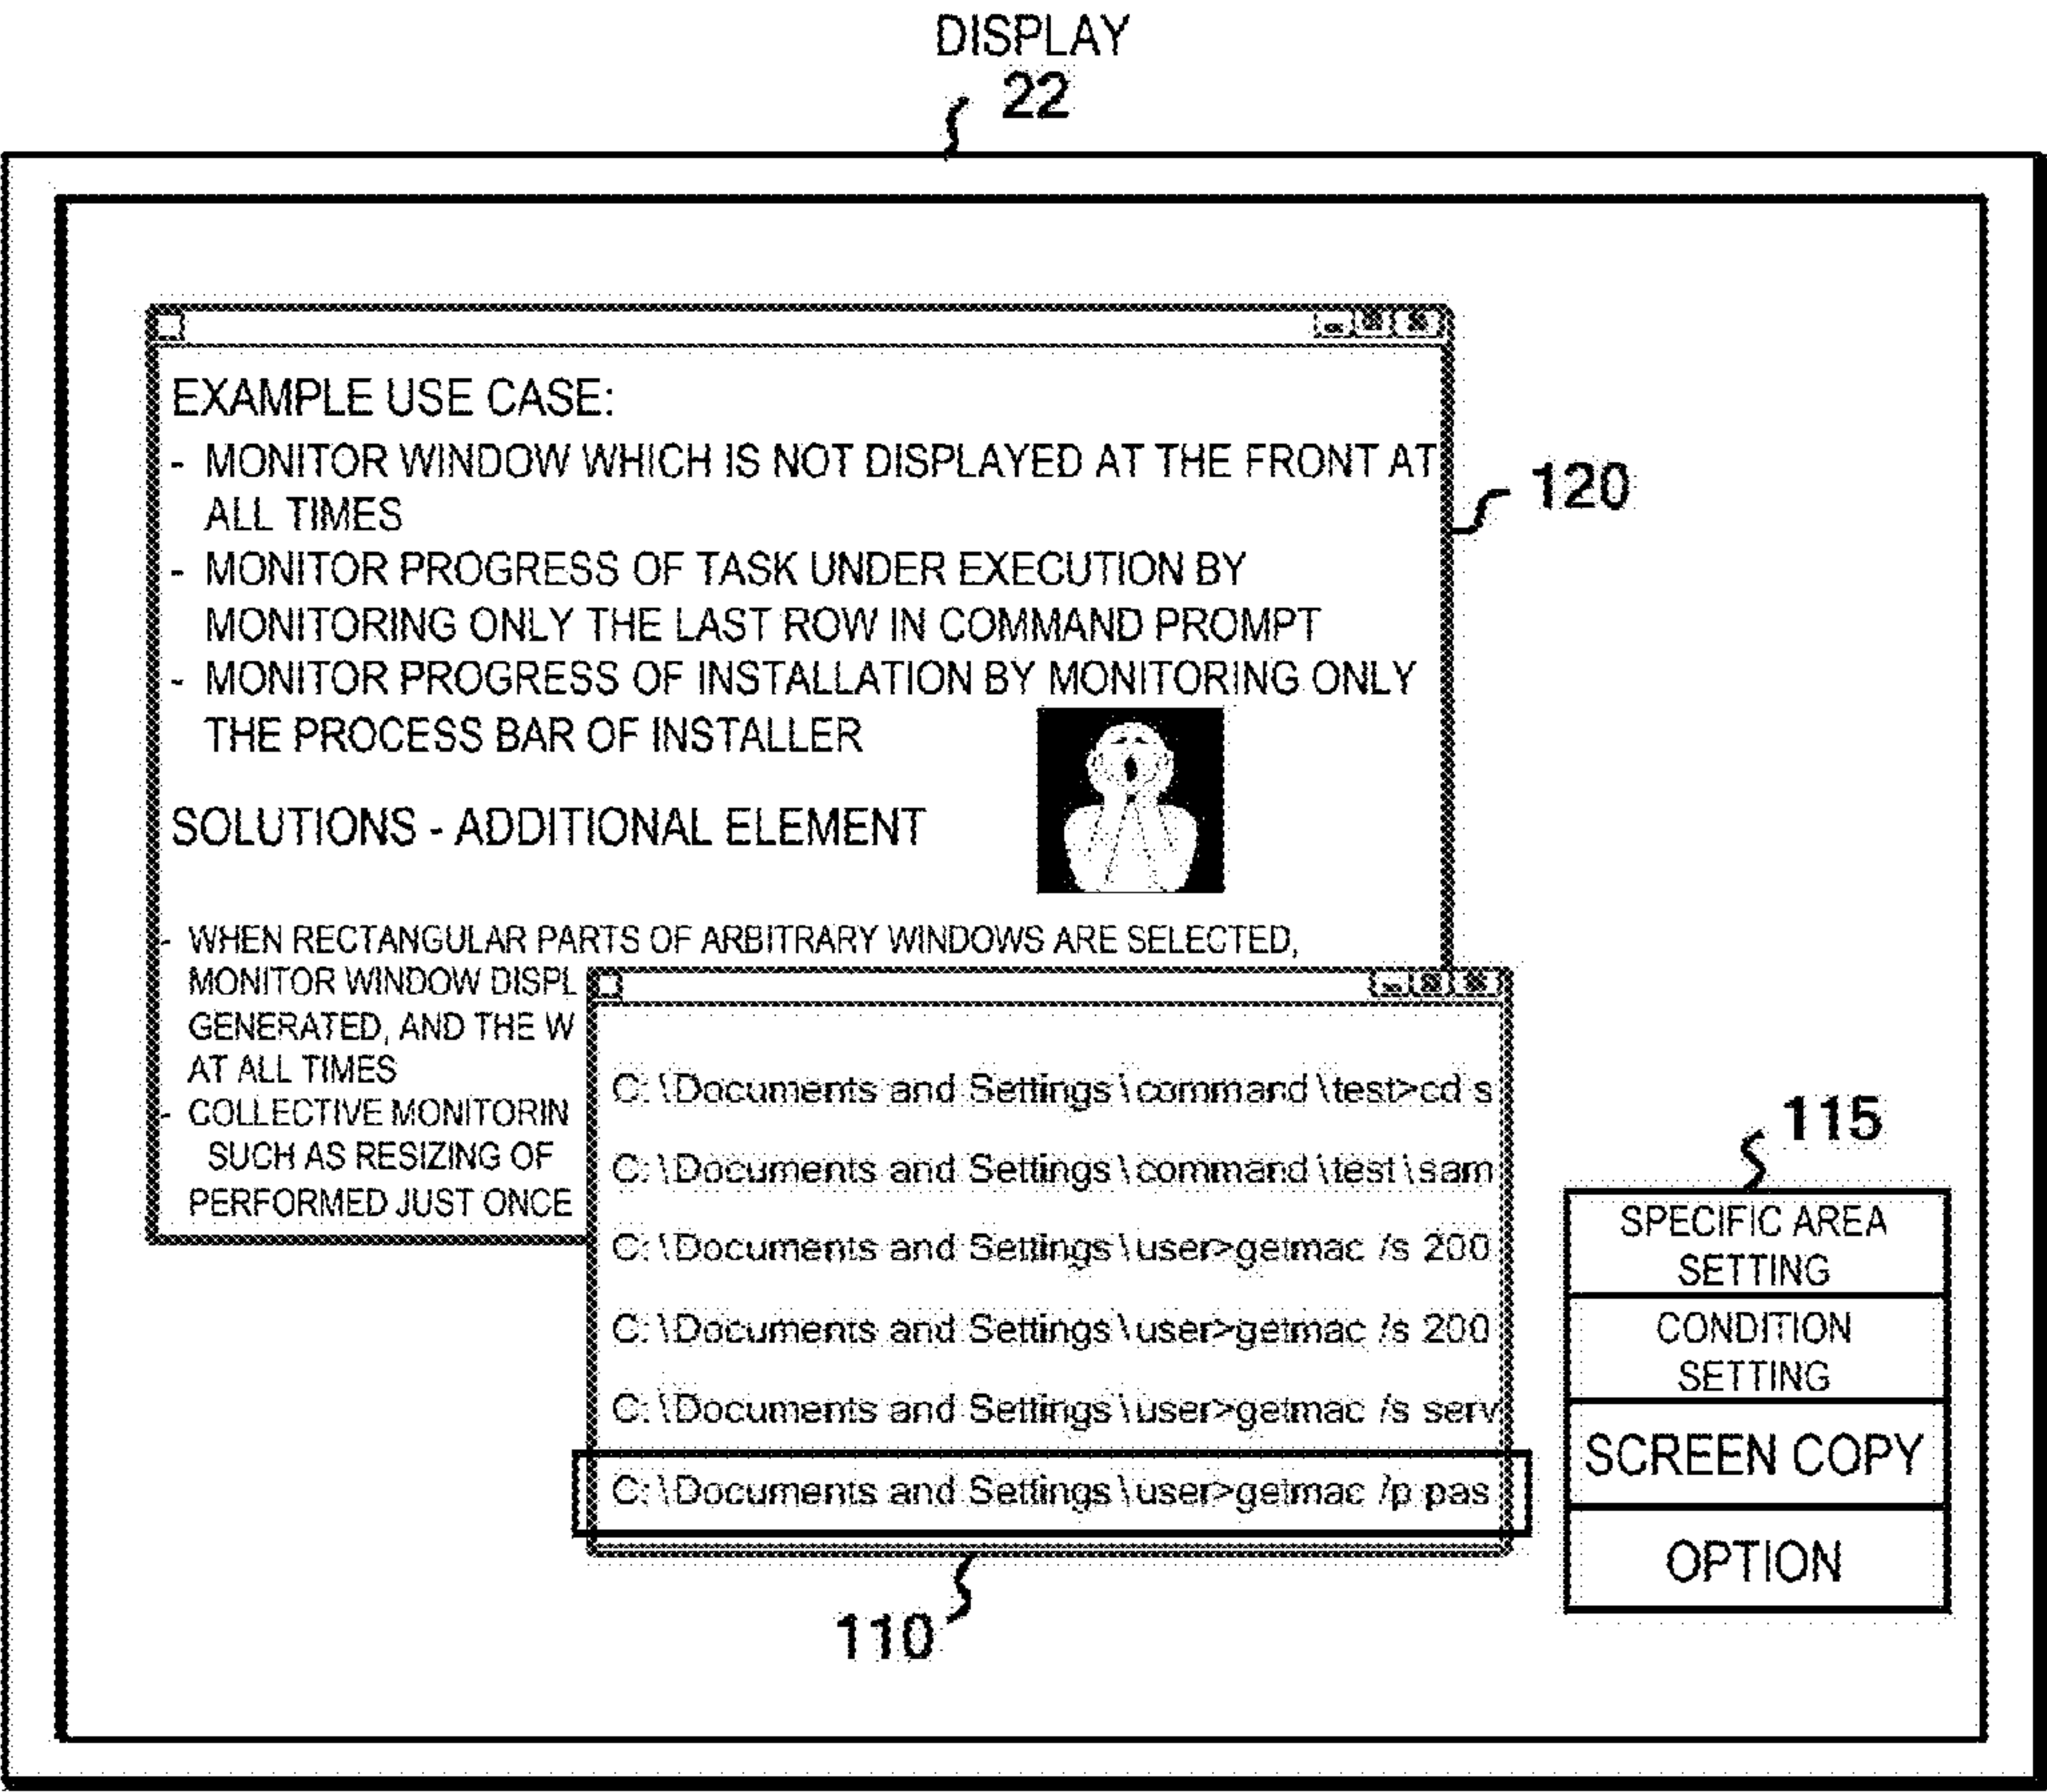 DISPLAY
22
EXAMPLE USE CASE:
- MONITOR WINDOW WHICH IS NOT DISPLAYED AT THE FRONT AT
ALL TIMES
- MONITOR PROGRESS OF TASK UNDER EXECUTION BY
MONITORING ONLY THE LAST ROW IN COMMAND PROMPT
- MONITOR PROGRESS OF INSTALLATION BY MONITORING ONLY
THE PROCESS BAR OF INSTALLER
SOLUTIONS - ADDITIONAL ELEMENT
- WHEN RECTANGULAR PARTS OF ARBITRARY WINDOWS ARE SELECTED,
MONITOR WINDOW DISPL
GENERATED, AND THE W
AT ALL TIMES
- COLLECTIVE MONITORIN
SUCH AS RESIZING OF
PERFORMED JUST ONCE
120
C:\Documents and Settings\command\test>cd s
C:\Documents and Settings\command\test\sam
C:\Documents and Settings\user>getmac /s 200
C:\Documents and Settings\user>getmac /s 200
C:\Documents and Settings\user>getmac /s serv
C:\Documents and Settings\user>getmac /p pas
110
115
SPECIFIC AREA
SETTING
CONDITION
SETTING
SCREEN COPY
OPTION